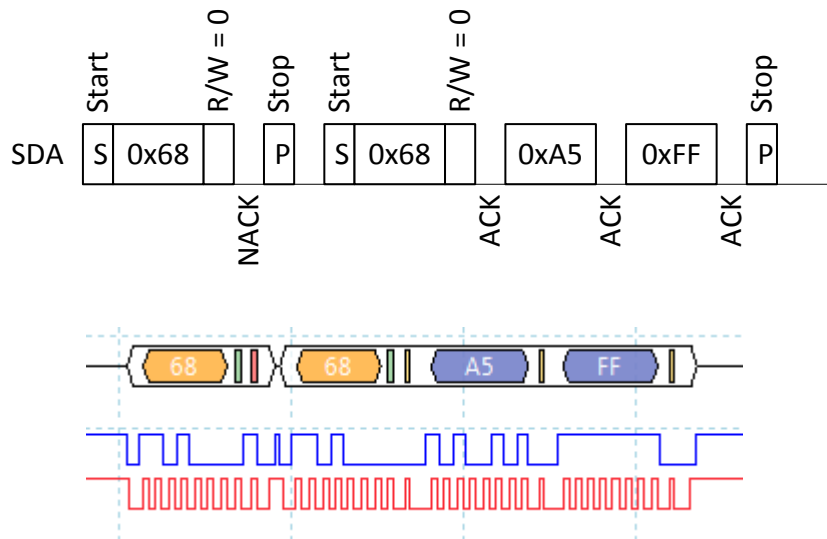 Start
R/W = 0
Stop
Start
R/W = 0
Stop
SDA S 0x68 P S 0x68 0xA5 0xFF P
NACK
ACK
ACK
ACK
68 68 A5 FF